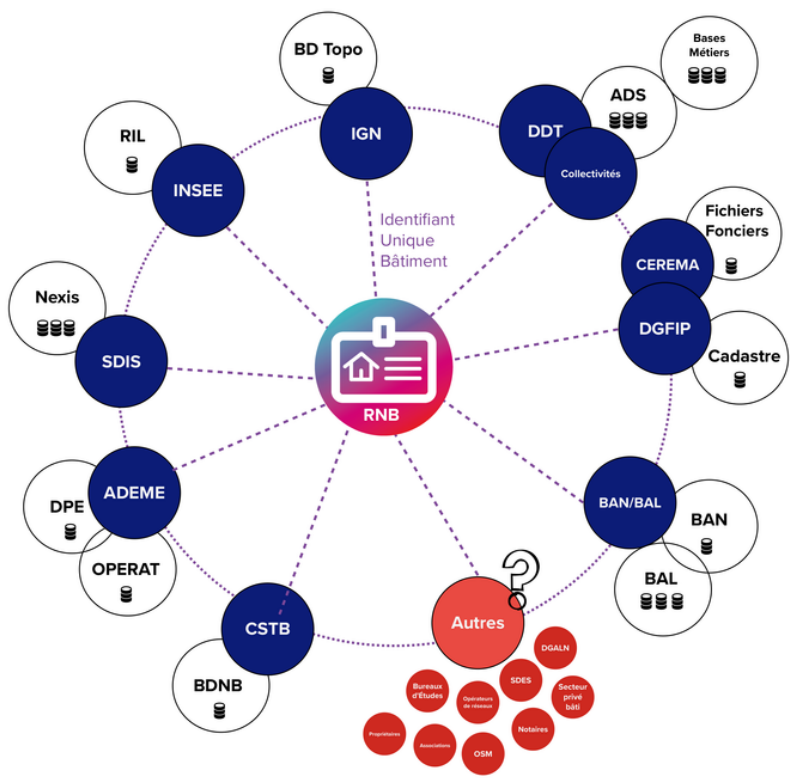 BD Topo
Bases
Métiers
ADS
RIL
IGN
DDT
Collectivités
INSEE
Identifiant
Unique
Bâtiment
Fichiers
Fonciers
CEREMA
Nexis
SDIS
DGFIP
Cadastre
RNB
DPE
ADEME
BAN/BAL
BAN
OPERAT
BAL
CSTB
?
Autres
BDNB
DGALN
SDES
Bureaux
d'Études
Opérateurs
de réseaux
Secteur
privé
bâti
Propriétaires
Associations
OSM
Notaires